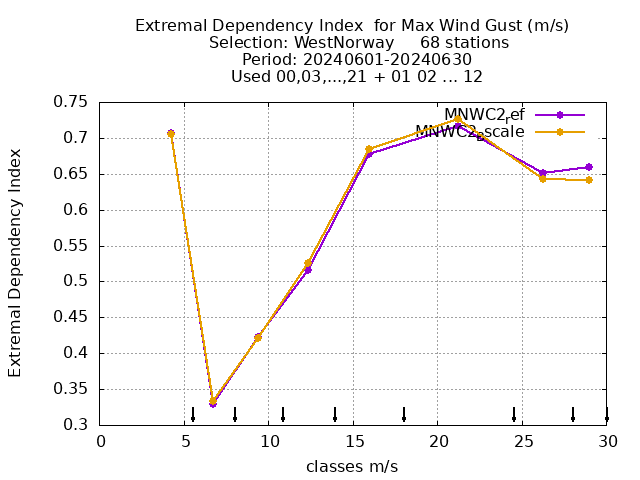 Extremal Dependency Index for Max Wind Gust (m/s)
Selection: WestNorway 68 stations
Period: 20240601-20240630
Used 00,03,...,21 + 01 02 ... 12
Extremal Dependency Index
0.75
0.7
0.65
0.6
0.55
0.5
0.45
0.4
0.35
0.3
MNWC2ref
MNWC2scale
0 5 10 15 20 25 30
classes m/s